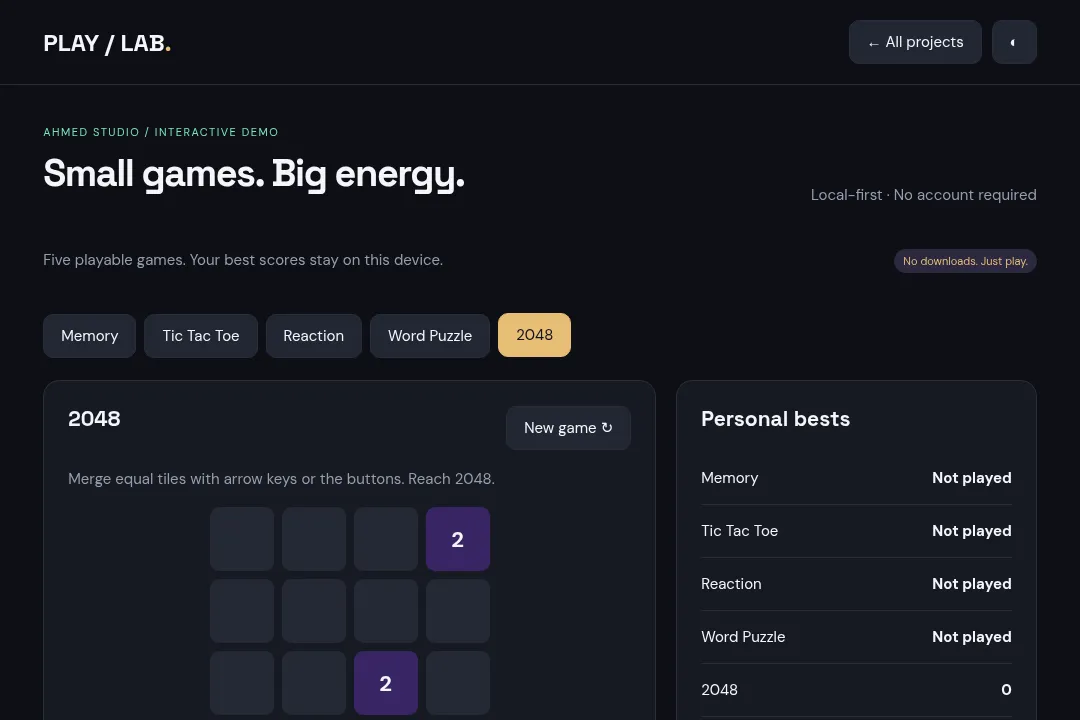 PLAY / LAB.
← All projects
AHMED STUDIO / INTERACTIVE DEMO
Small games. Big energy.
Local-first · No account required
Five playable games. Your best scores stay on this device.
No downloads. Just play.
Memory
Tic Tac Toe
Reaction
Word Puzzle
2048
2048
New game ↻
Merge equal tiles with arrow keys or the buttons. Reach 2048.
2
2
Personal bests
Memory Not played
Tic Tac Toe Not played
Reaction Not played
Word Puzzle Not played
2048 0